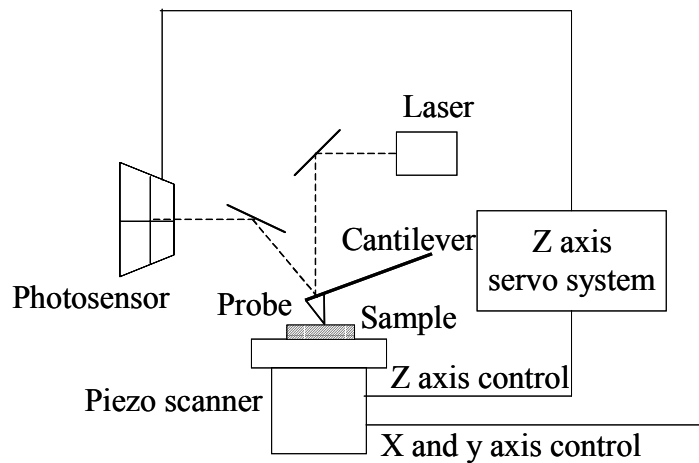 Laser
Cantilever
Z axis
servo system
Photosensor
Probe
Sample
Z axis control
Piezo scanner
X and y axis control